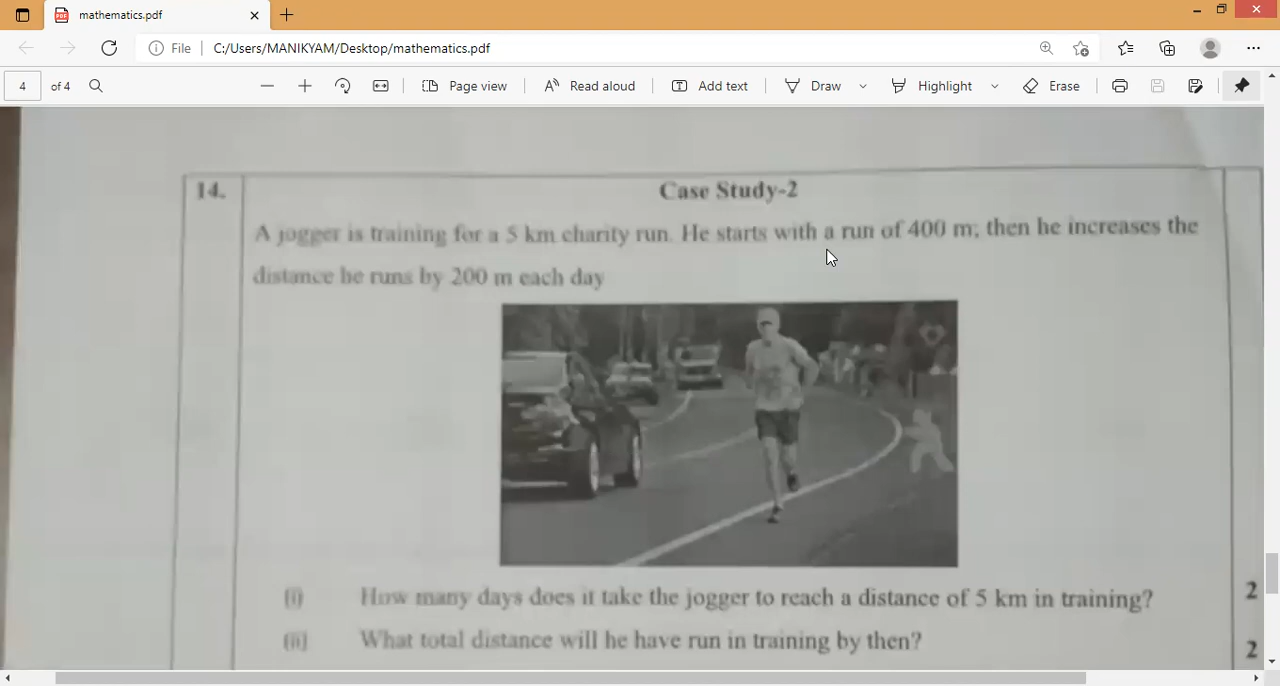 mathematics.pdf
File C:/Users/MANIKYAM/Desktop/mathematics.pdf
4 of 4 Page view Read aloud Add text Draw Highlight Erase
14. Case Study-2
A jogger is training for a 5 km charity run. He starts with a run of 400 m; then he increases the
distance he runs by 200 m each day
(i) How many days does it take the jogger to reach a distance of 5 km in training? 2
(ii) What total distance will he have run in training by then? 2